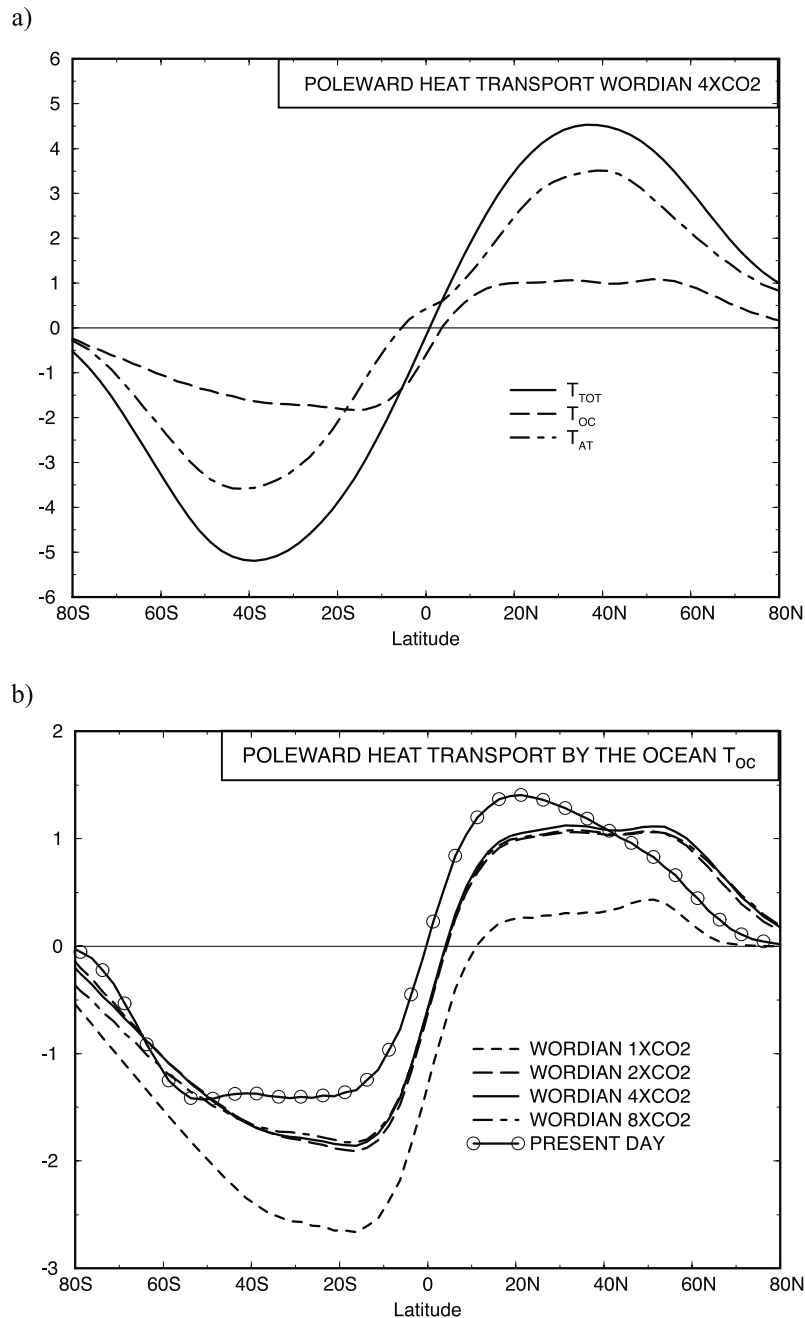 a)
POLEWARD HEAT TRANSPORT WORDIAN 4XCO2
6
5
4
3
2
1
0
-1
-2
-3
-4
-5
-6
T_TOT
T_OC
T_AT
80S 60S 40S 20S 0 20N 40N 60N 80N
Latitude
b)
POLEWARD HEAT TRANSPORT BY THE OCEAN Toc
2
1
0
-1
-2
-3
WORDIAN 1XCO2
WORDIAN 2XCO2
WORDIAN 4XCO2
WORDIAN 8XCO2
PRESENT DAY
80S 60S 40S 20S 0 20N 40N 60N 80N
Latitude